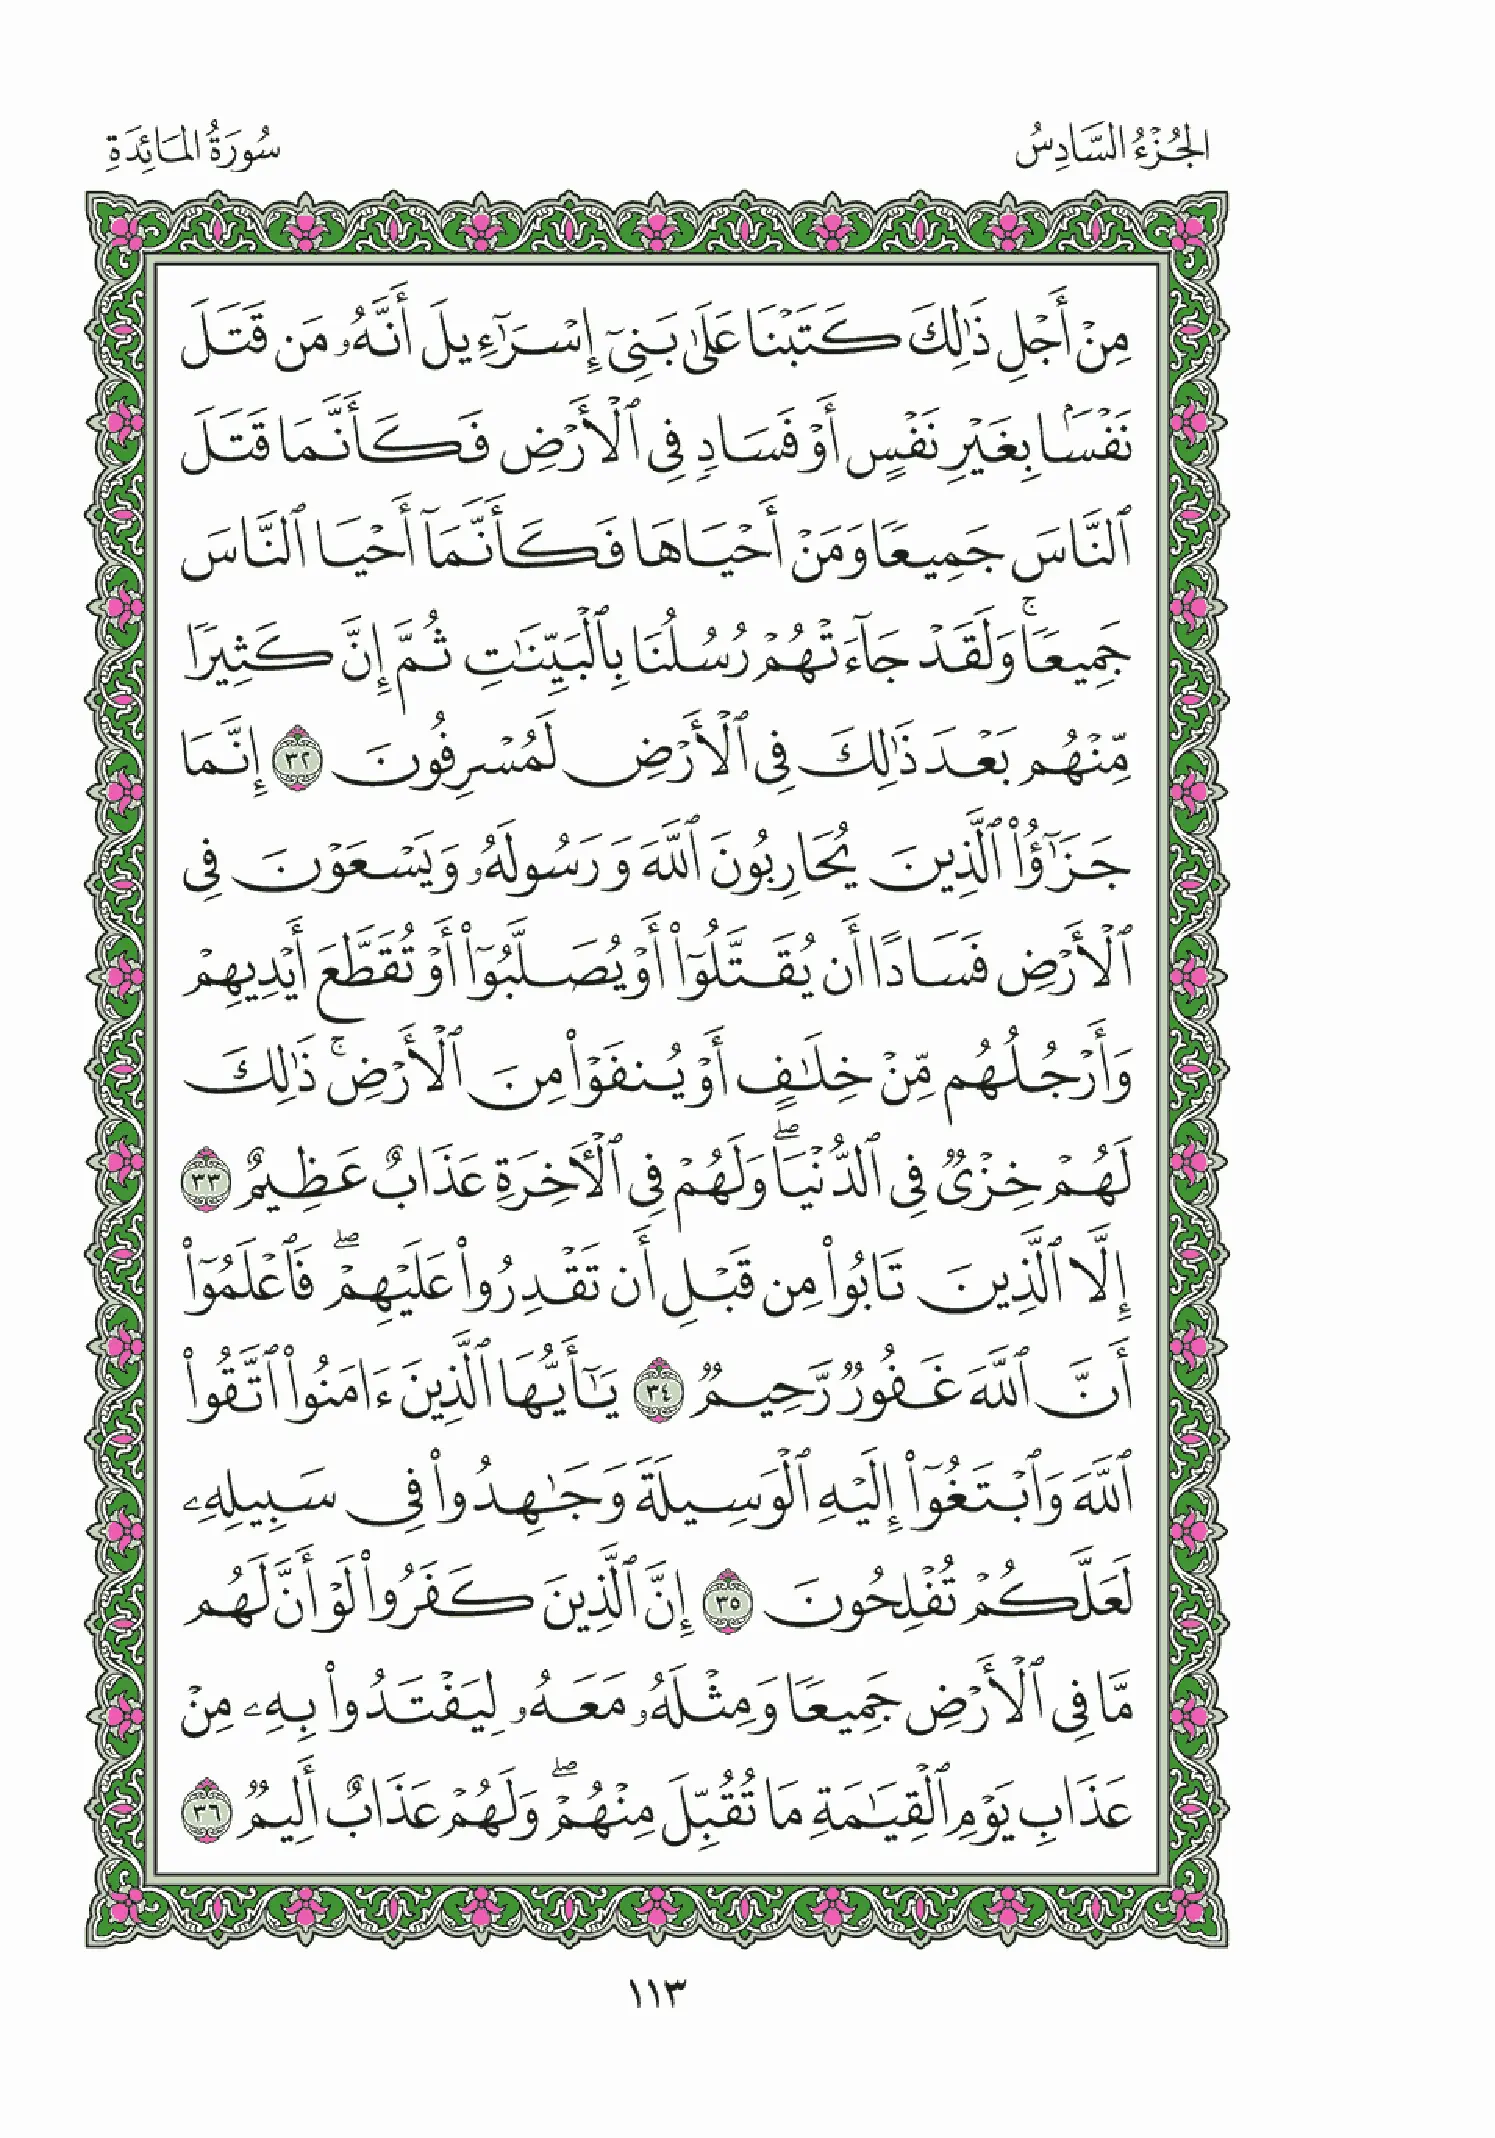 الجُزْءُ السَّادِسُ
سُورَةُ المَائِدَةِ
مِنْ أَجْلِ ذَٰلِكَ كَتَبْنَا عَلَىٰ بَنِىٓ إِسْرَٰٓءِيلَ أَنَّهُۥ مَن قَتَلَ
نَفْسَۢا بِغَيْرِ نَفْسٍ أَوْ فَسَادٍ فِى ٱلْأَرْضِ فَكَأَنَّمَا قَتَلَ
ٱلنَّاسَ جَمِيعًا وَمَنْ أَحْيَاهَا فَكَأَنَّمَآ أَحْيَا ٱلنَّاسَ
جَمِيعًا ۚ وَلَقَدْ جَآءَتْهُمْ رُسُلُنَا بِٱلْبَيِّنَٰتِ ثُمَّ إِنَّ كَثِيرًا
مِّنْهُم بَعْدَ ذَٰلِكَ فِى ٱلْأَرْضِ لَمُسْرِفُونَ ٣٢ إِنَّمَا
جَزَٰٓؤُا۟ ٱلَّذِينَ يُحَارِبُونَ ٱللَّهَ وَرَسُولَهُۥ وَيَسْعَوْنَ فِى
ٱلْأَرْضِ فَسَادًا أَن يُقَتَّلُوٓا۟ أَوْ يُصَلَّبُوٓا۟ أَوْ تُقَطَّعَ أَيْدِيهِمْ
وَأَرْجُلُهُم مِّنْ خِلَٰفٍ أَوْ يُنفَوْا۟ مِنَ ٱلْأَرْضِ ۚ ذَٰلِكَ
لَهُمْ خِزْىٌ فِى ٱلدُّنْيَا ۖ وَلَهُمْ فِى ٱلْءَاخِرَةِ عَذَابٌ عَظِيمٌ ٣٣
إِلَّا ٱلَّذِينَ تَابُوا۟ مِن قَبْلِ أَن تَقْدِرُوا۟ عَلَيْهِمْ ۖ فَٱعْلَمُوٓا۟
أَنَّ ٱللَّهَ غَفُورٌ رَّحِيمٌ ٣٤ يَٰٓأَيُّهَا ٱلَّذِينَ ءَامَنُوا۟ ٱتَّقُوا۟
ٱللَّهَ وَٱبْتَغُوٓا۟ إِلَيْهِ ٱلْوَسِيلَةَ وَجَٰهِدُوا۟ فِى سَبِيلِهِۦ
لَعَلَّكُمْ تُفْلِحُونَ ٣٥ إِنَّ ٱلَّذِينَ كَفَرُوا۟ لَوْ أَنَّ لَهُم
مَّا فِى ٱلْأَرْضِ جَمِيعًا وَمِثْلَهُۥ مَعَهُۥ لِيَفْتَدُوا۟ بِهِۦ مِنْ
عَذَابِ يَوْمِ ٱلْقِيَٰمَةِ مَا تُقُبِّلَ مِنْهُمْ ۖ وَلَهُمْ عَذَابٌ أَلِيمٌ ٣٦
١١٣